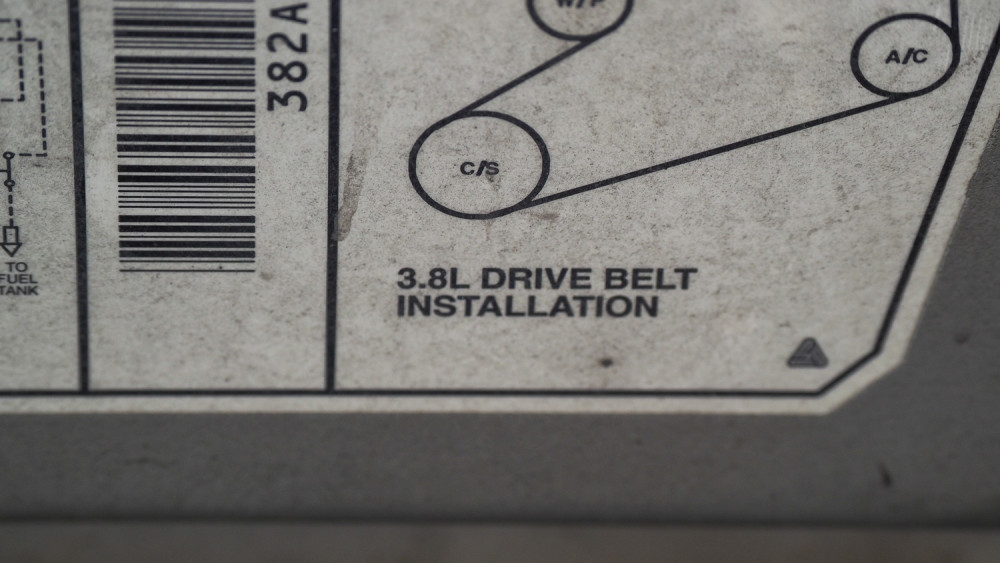 W/P
A/C
382A
C/S
TO
FUEL
TANK
3.8L DRIVE BELT
INSTALLATION